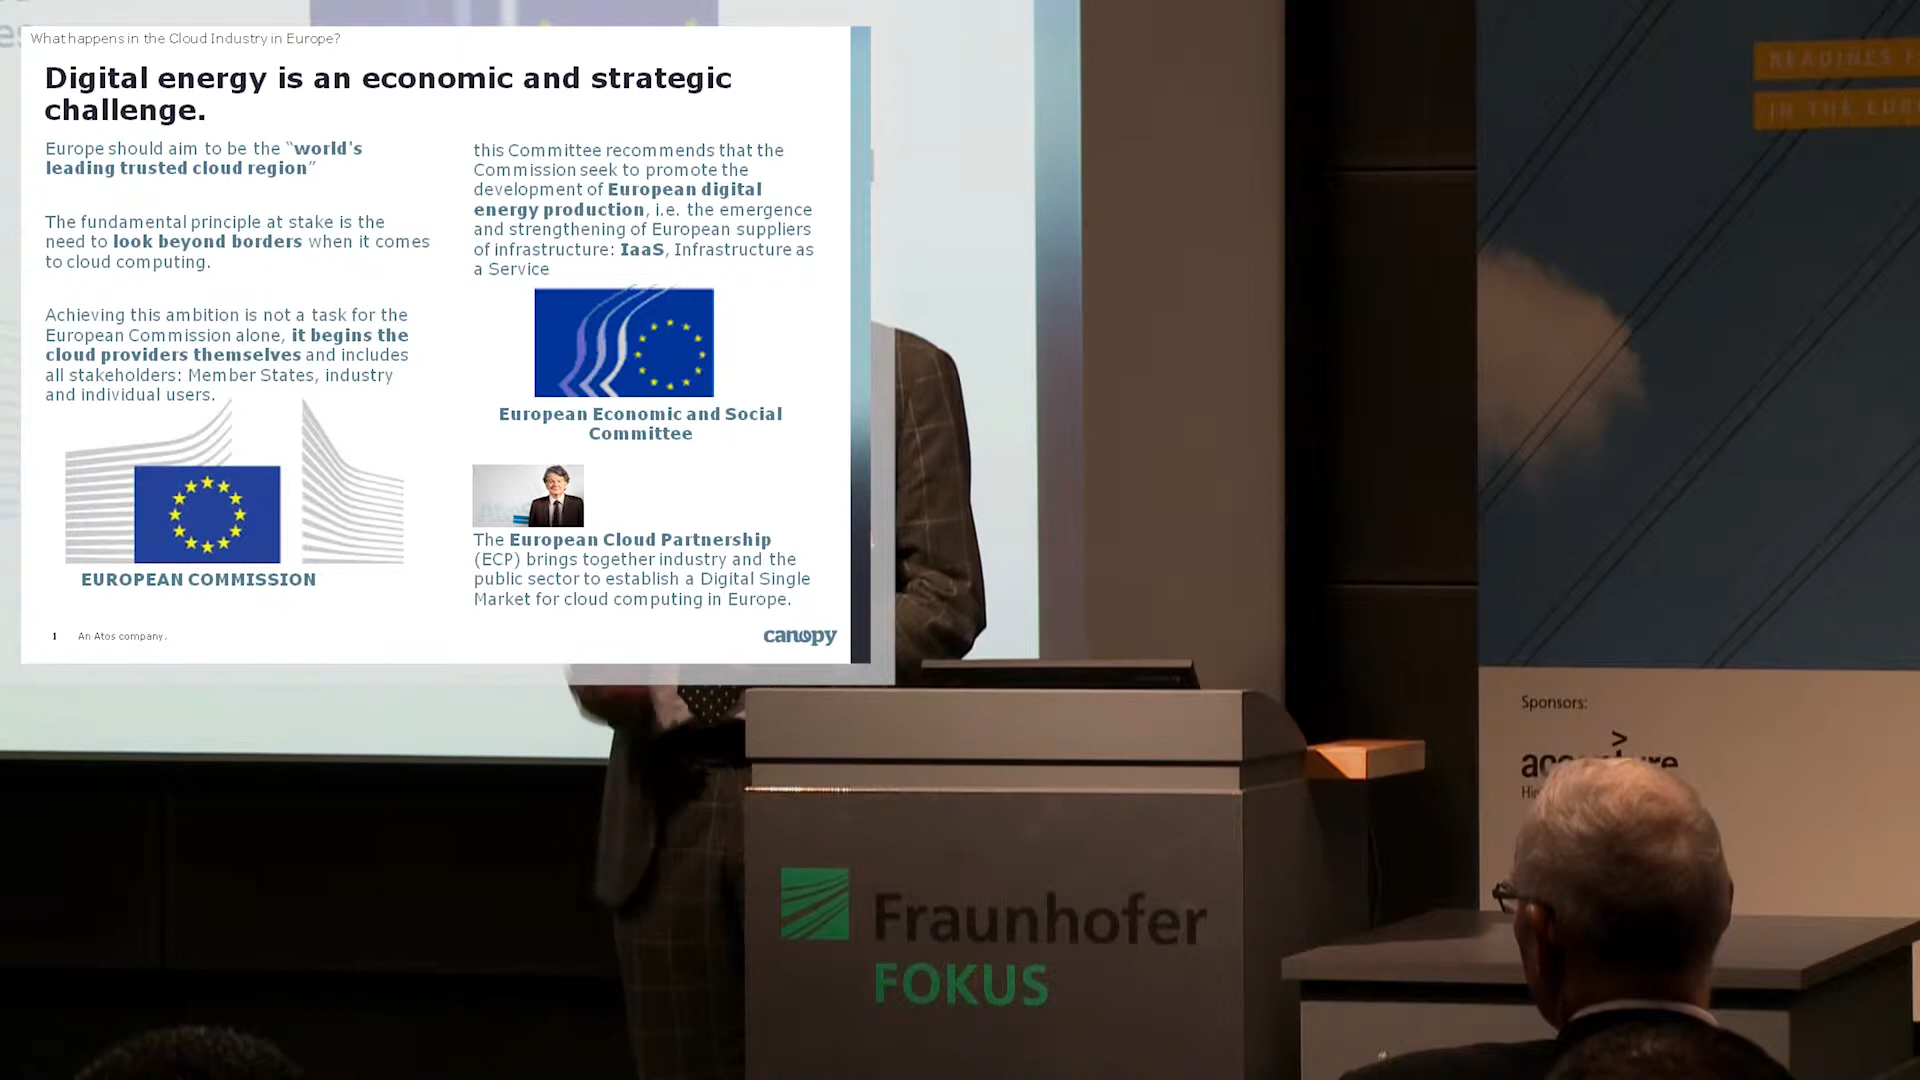 What happens in the Cloud Industry in Europe?
Digital energy is an economic and strategic
challenge.
Europe should aim to be the “world's
leading trusted cloud region”
The fundamental principle at stake is the
need to look beyond borders when it comes
to cloud computing.
Achieving this ambition is not a task for the
European Commission alone, it begins the
cloud providers themselves and includes
all stakeholders: Member States, industry
and individual users.
EUROPEAN COMMISSION
this Committee recommends that the
Commission seek to promote the
development of European digital
energy production, i.e. the emergence
and strengthening of European suppliers
of infrastructure: IaaS, Infrastructure as
a Service
European Economic and Social
Committee
Atos
The European Cloud Partnership
(ECP) brings together industry and the
public sector to establish a Digital Single
Market for cloud computing in Europe.
1 An Atos company.
canopy
READINES F
IN THE EURO
Sponsors:
Fraunhofer
FOKUS